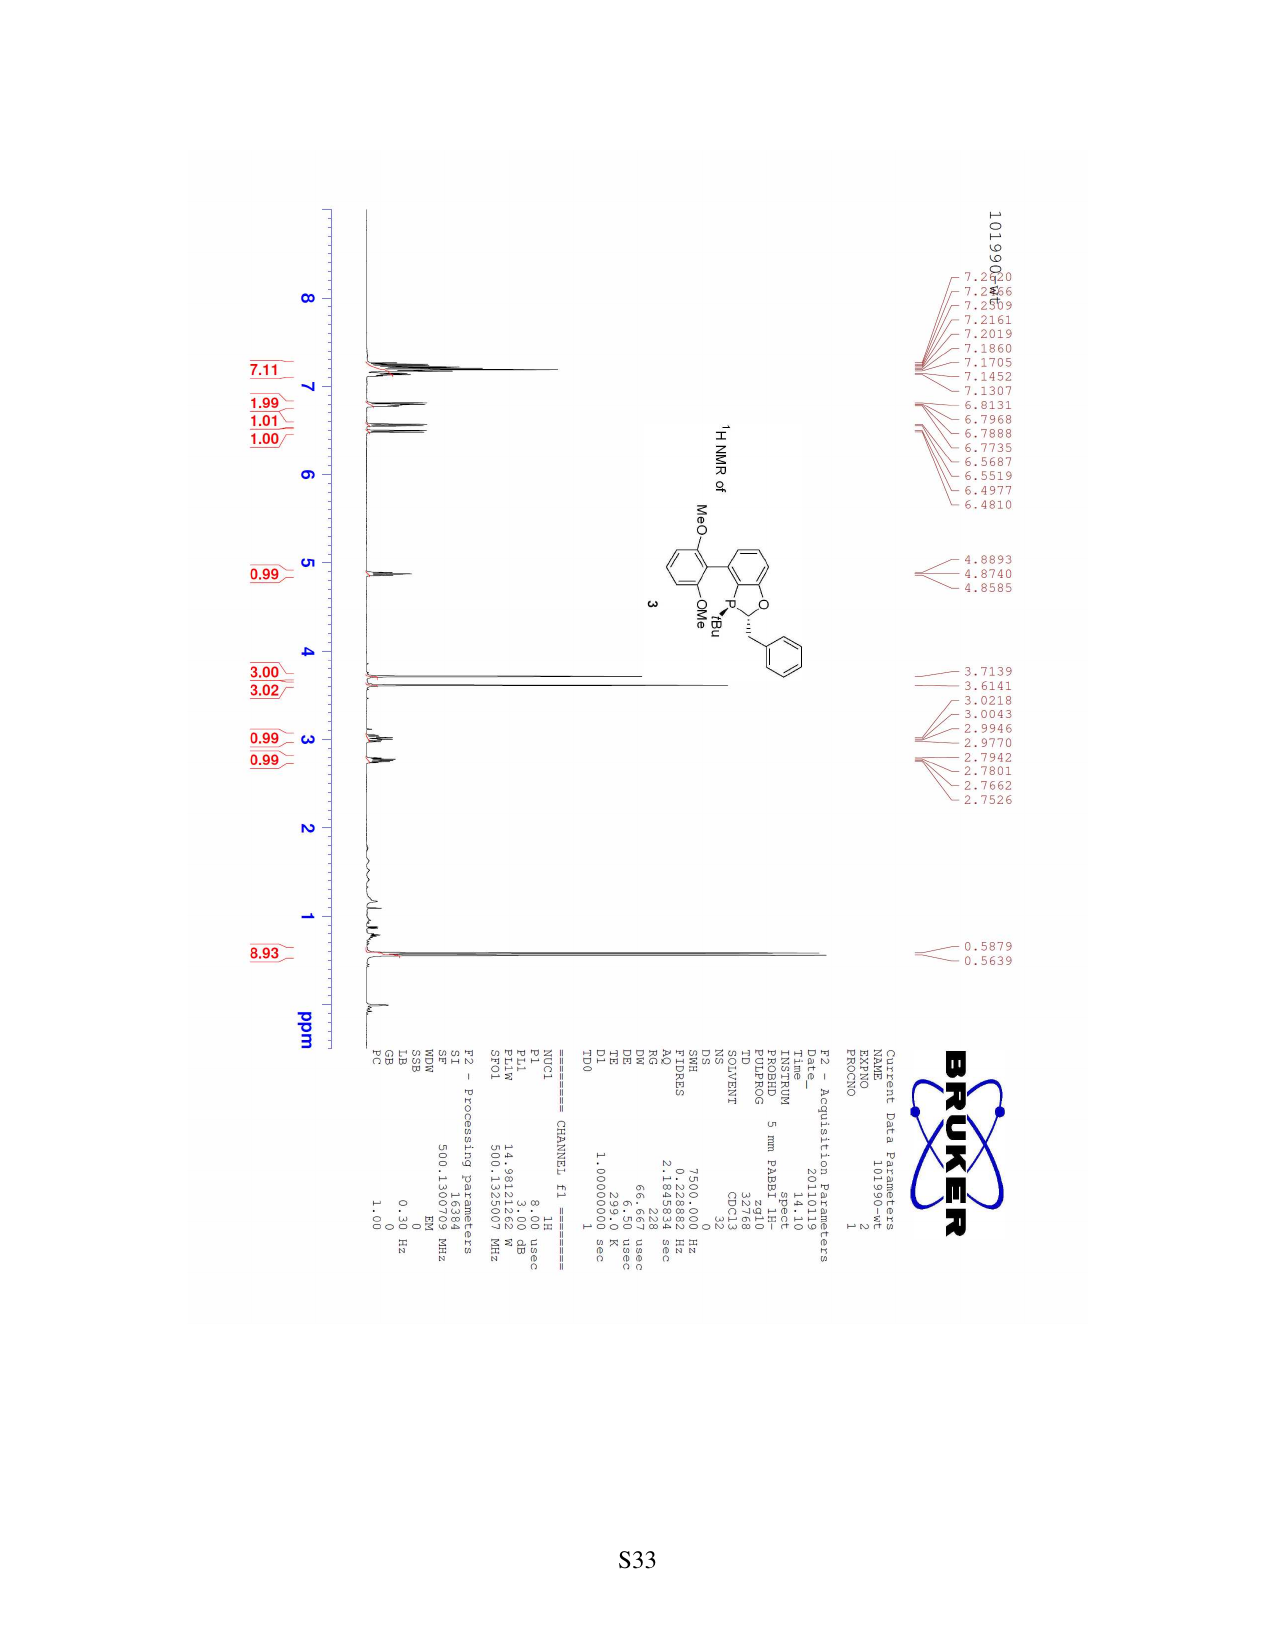 101990-wt
7.2620
7.2466
7.2309
7.2161
7.2019
7.1860
7.1705
7.1452
7.1307
6.8131
6.7968
6.7888
6.7735
6.5687
6.5519
6.4977
6.4810
4.8893
4.8740
4.8585
3.7139
3.6141
3.0218
3.0043
2.9946
2.9770
2.7942
2.7801
2.7662
2.7526
0.5879
0.5639
BRUKER
Current Data Parameters
NAME 101990-wt
EXPNO 2
PROCNO 1
F2 - Acquisition Parameters
Date_ 20110119
Time 14.10
INSTRUM spect
PROBHD 5 mm PABBI 1H-
PULPROG zg10
TD 32768
SOLVENT CDCl3
NS 32
DS 0
SWH 7500.000 Hz
FIDRES 0.228882 Hz
AQ 2.1845834 sec
RG 228
DW 66.667 usec
DE 6.50 usec
TE 299.0 K
D1 1.00000000 sec
TD0 1
======== CHANNEL f1 ========
NUC1 1H
P1 8.00 usec
PL1 3.00 dB
PL1W 14.98121262 W
SFO1 500.1325007 MHz
F2 - Processing parameters
SI 16384
SF 500.1300709 MHz
WDW EM
SSB 0
LB 0.30 Hz
GB 0
PC 1.00
¹H NMR of
MeO
OMe
P
tBu
O
3
8 7 6 5 4 3 2 1 ppm
7.11
1.99
1.01
1.00
0.99
3.00
3.02
0.99
0.99
8.93
S33